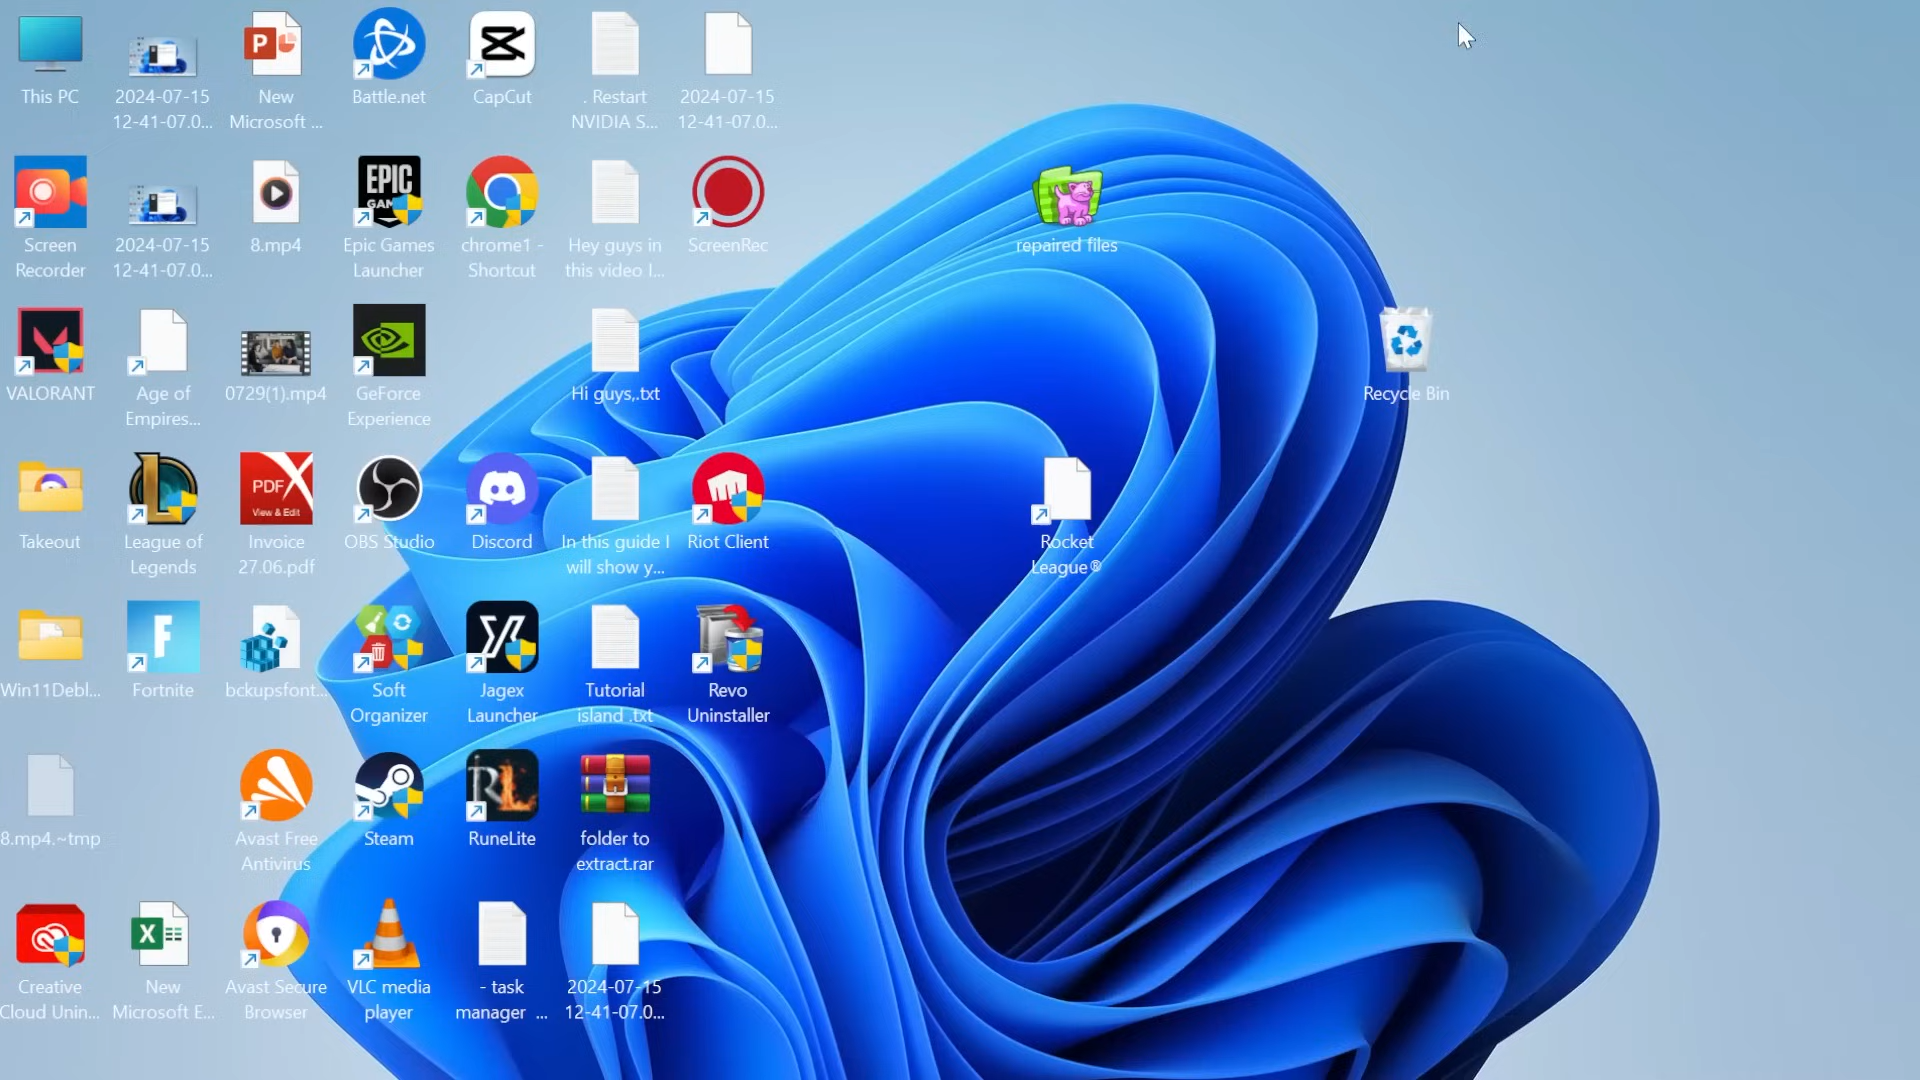 This PC
2024-07-15
12-41-07.0...
New
Microsoft ...
Battle.net
CapCut
. Restart
NVIDIA S...
2024-07-15
12-41-07.0...
Screen
Recorder
2024-07-15
12-41-07.0...
8.mp4
EPIC
GAMES
Epic Games
Launcher
chrome1 -
Shortcut
Hey guys in
this video I...
ScreenRec
repaired files
VALORANT
Age of
Empires...
0729(1).mp4
GeForce
Experience
Hi guys,.txt
Recycle Bin
Takeout
League of
Legends
PDF X
View & Edit
Invoice
27.06.pdf
OBS Studio
Discord
In this guide I
will show y...
Riot Client
Rocket
League®
Win11Debl...
F
Fortnite
bckupsfont...
Soft
Organizer
Jagex
Launcher
Tutorial
island .txt
Revo
Uninstaller
8.mp4.~tmp
Avast Free
Antivirus
Steam
RL
RuneLite
folder to
extract.rar
Creative
Cloud Unin...
New
Microsoft E...
Avast Secure
Browser
VLC media
player
- task
manager ...
2024-07-15
12-41-07.0...